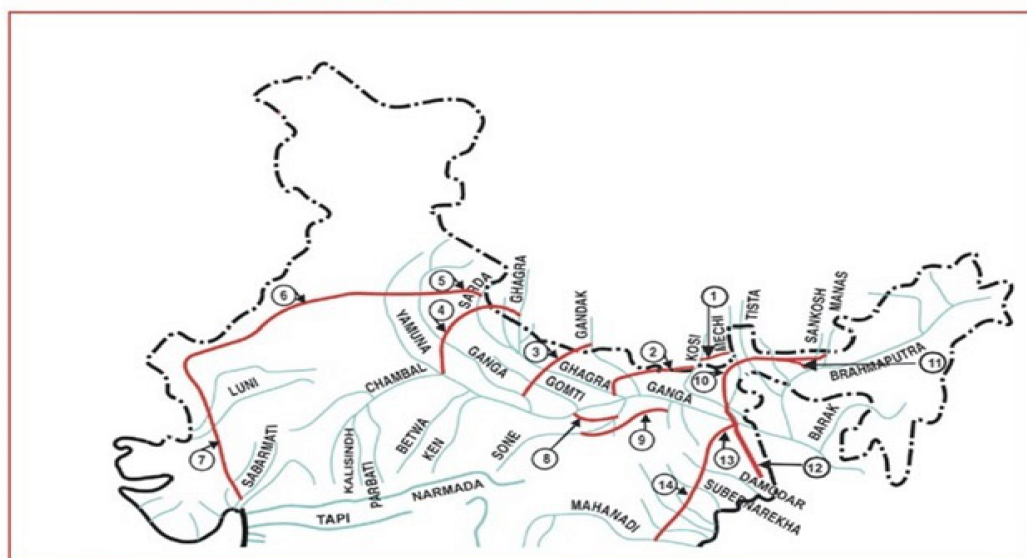 1
TISTA
SANKOSH
MANAS
5
SARDA
GHAGRA
6
4
YAMUNA
GANDAK
KOSI
MECHI
3
2
GHAGRA
10
11
BRAHMAPUTRA
LUNI
CHAMBAL
GANGA
GOMTI
GANGA
BARAK
7
SABARMATI
KALISINDH
PARBATI
BETWA
KEN
SONE
8
9
13
12
14
DAMODAR
SUBERNAREKHA
NARMADA
TAPI
MAHANADI